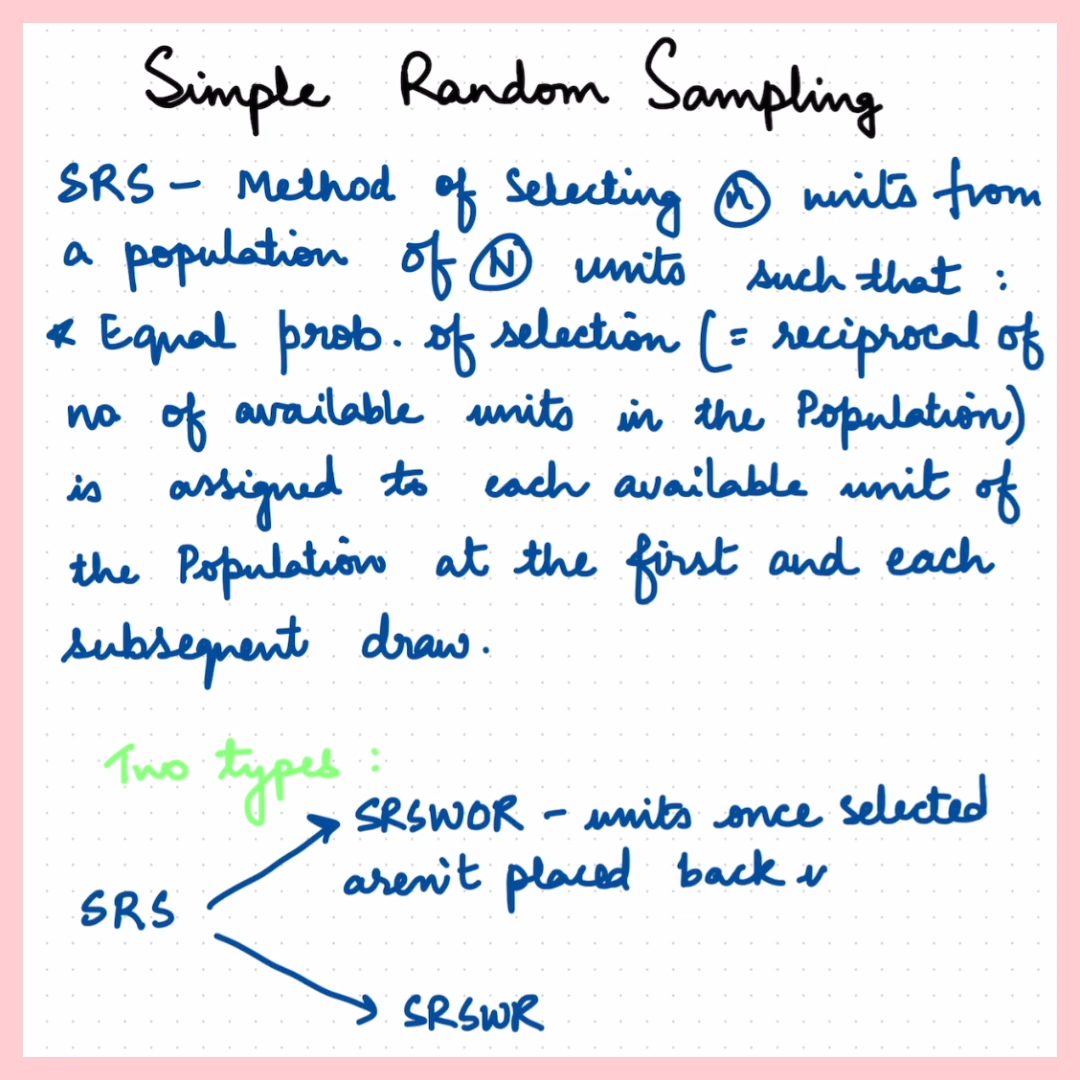 Simple Random Sampling
SRS - Method of Selecting n units from
a population of N units such that :
* Equal prob. of selection (= reciprocal of
no of available units in the Population)
is assigned to each available unit of
the Population at the first and each
subsequent draw.
Two types :
SRSWOR - units once selected
aren't placed back
SRS
SRSWR